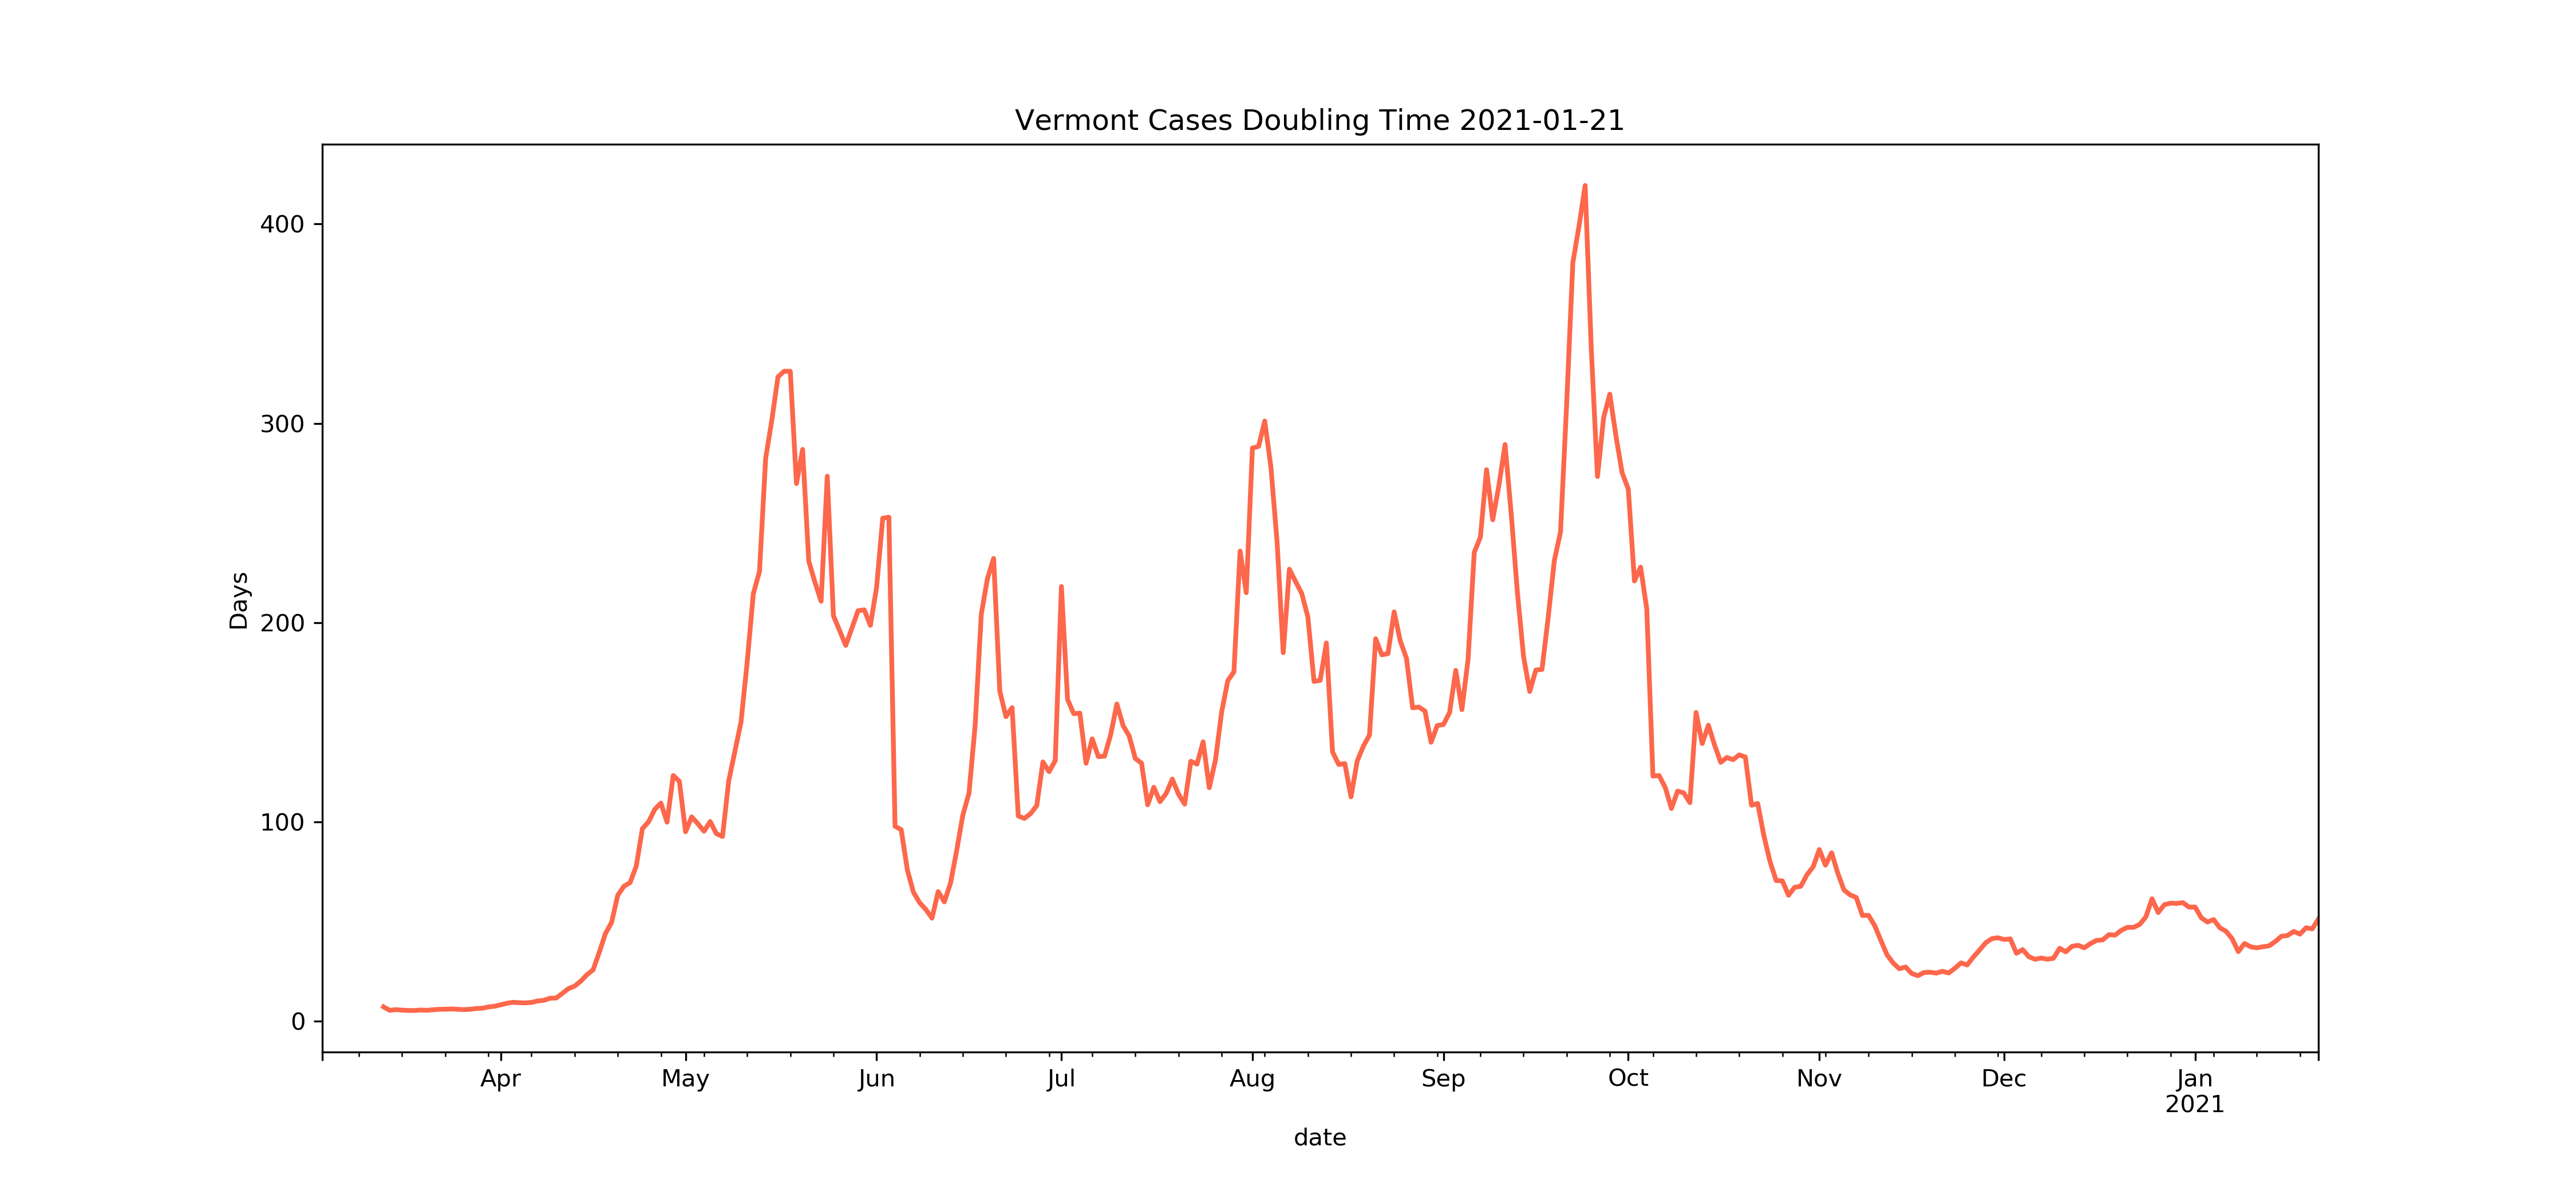 Vermont Cases Doubling Time 2021-01-21
400
300
200
100
0
Days
Apr May Jun Jul Aug Sep Oct Nov Dec Jan
2021
date